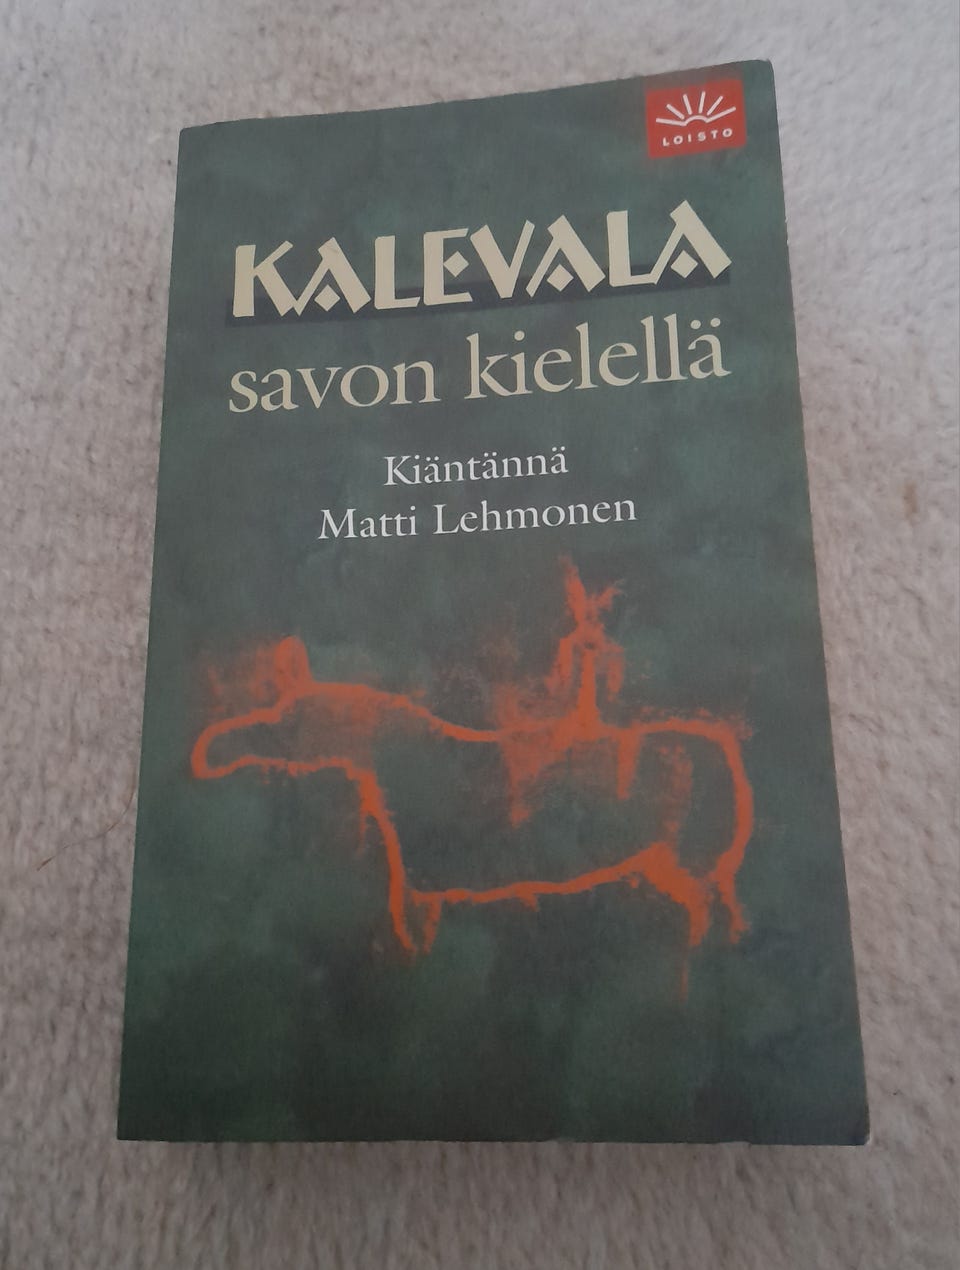 LOISTO
KALEVALA
savon kielellä
Kiäntännä
Matti Lehmonen